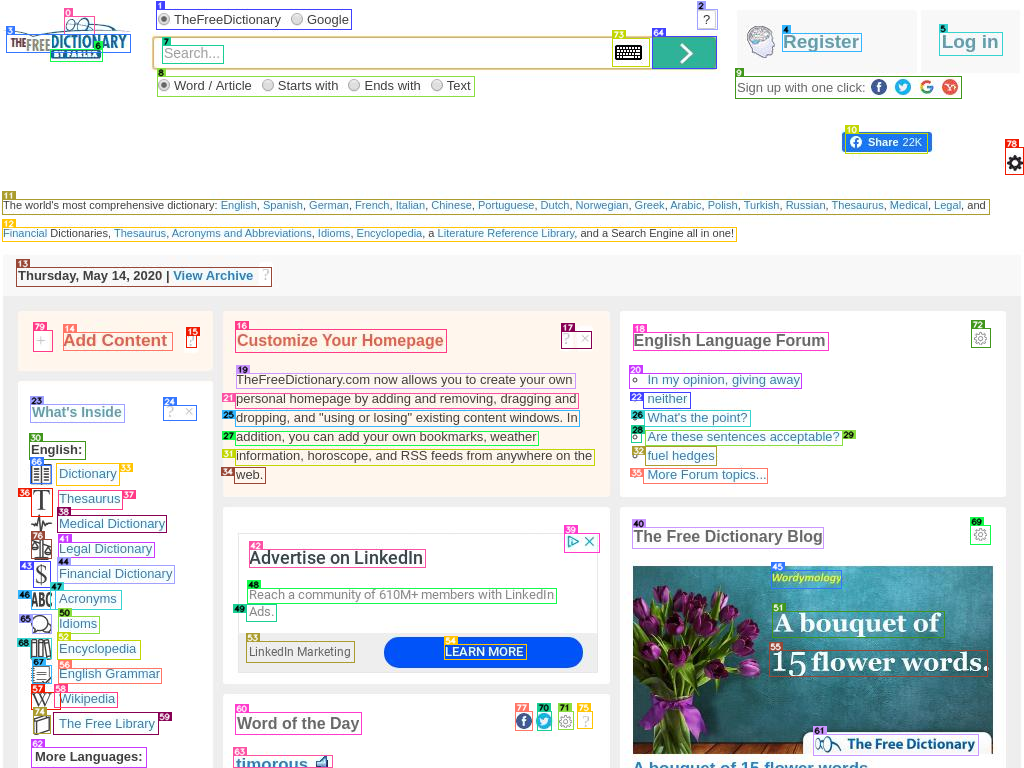 TheFreeDictionary Google
?
THEFREEDICTIONARY
BY FARLEX
Search...
Register
Log in
Word / Article Starts with Ends with Text
Sign up with one click:
Share 22K
The world's most comprehensive dictionary: English, Spanish, German, French, Italian, Chinese, Portuguese, Dutch, Norwegian, Greek, Arabic, Polish, Turkish, Russian, Thesaurus, Medical, Legal, and
Financial Dictionaries, Thesaurus, Acronyms and Abbreviations, Idioms, Encyclopedia, a Literature Reference Library, and a Search Engine all in one!
Thursday, May 14, 2020 | View Archive ?
+ Add Content ?
What's Inside ? ×
English:
Dictionary
Thesaurus
Medical Dictionary
Legal Dictionary
Financial Dictionary
Acronyms
Idioms
Encyclopedia
English Grammar
Wikipedia
The Free Library
More Languages:
Customize Your Homepage ? ×
TheFreeDictionary.com now allows you to create your own
personal homepage by adding and removing, dragging and
dropping, and "using or losing" existing content windows. In
addition, you can add your own bookmarks, weather
information, horoscope, and RSS feeds from anywhere on the
web.
Advertise on LinkedIn
Reach a community of 610M+ members with LinkedIn
Ads.
LinkedIn Marketing
LEARN MORE
Word of the Day ?
timorous
English Language Forum
In my opinion, giving away
neither
What's the point?
Are these sentences acceptable?
fuel hedges
More Forum topics...
The Free Dictionary Blog
Wordymology
A bouquet of
15 flower words.
The Free Dictionary
A bouquet of 15 flower words